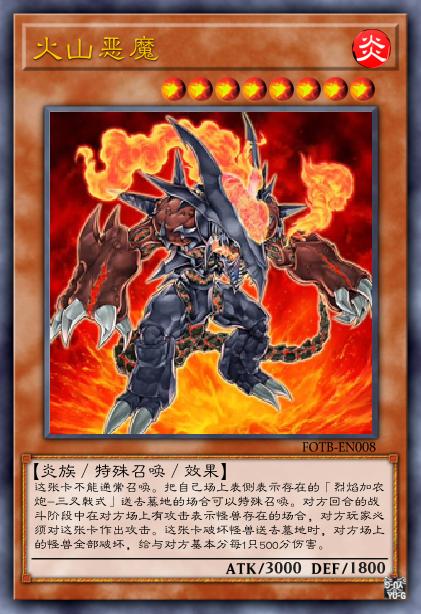 火山恶魔
炎
FOTB-EN008
【炎族/特殊召唤/效果】
这张卡不能通常召唤。把自己场上表侧表示存在的「烈焰加农
炮-三叉戟式」送去墓地的场合可以特殊召唤。对方回合的战
斗阶段中在对方场上有攻击表示怪兽存在的场合，对方玩家必
须对这张卡作出攻击。这张卡破坏怪兽送去墓地时，对方场上
的怪兽全部破坏，给与对方基本分每1只500分伤害。
ATK/3000 DEF/1800